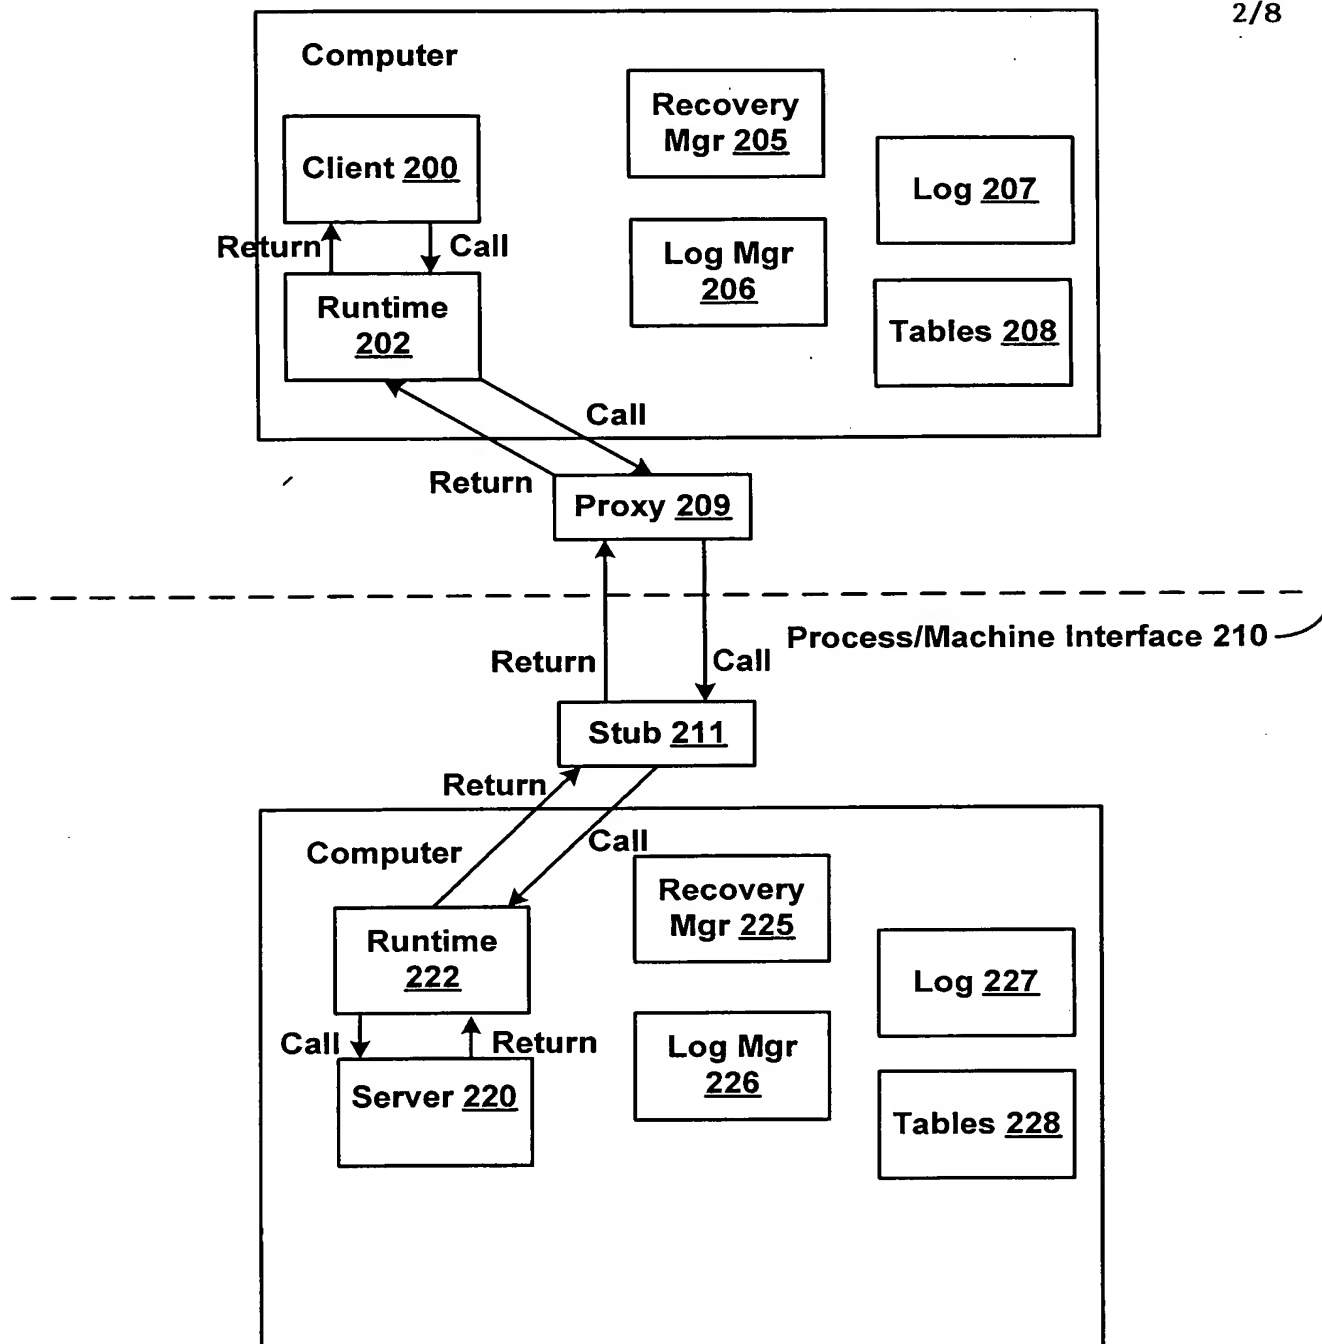 2/8
Computer
Recovery
Mgr 205
Client 200
Log 207
Return
Call
Log Mgr
206
Runtime
202
Tables 208
Call
Return
Proxy 209
Process/Machine Interface 210
Return
Call
Stub 211
Return
Call
Computer
Recovery
Mgr 225
Runtime
222
Log 227
Call
Return
Log Mgr
226
Server 220
Tables 228